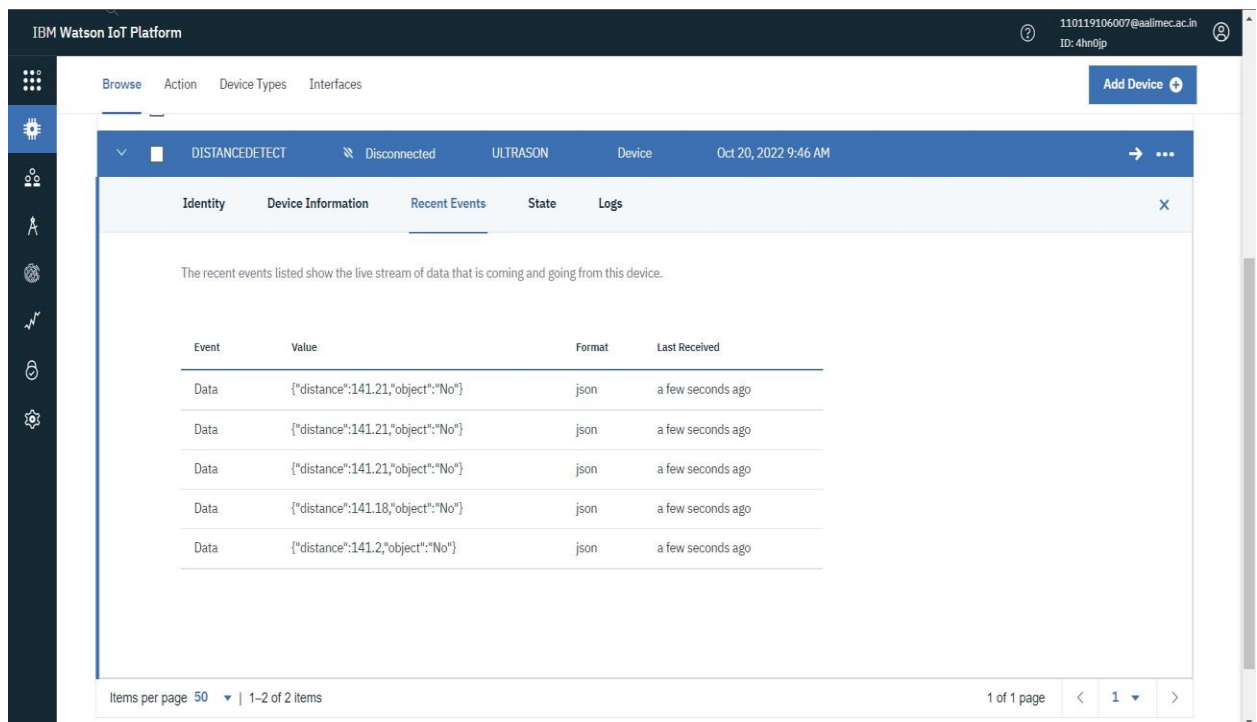 IBM Watson IoT Platform
110119106007@aalimec.ac.in
ID: 4hn0jp
Browse Action Device Types Interfaces
Add Device
DISTANCEDETECT Disconnected ULTRASON Device Oct 20, 2022 9:46 AM
Identity Device Information Recent Events State Logs
The recent events listed show the live stream of data that is coming and going from this device.
Event Value Format Last Received
Data {"distance":141.21,"object":"No"} json a few seconds ago
Data {"distance":141.21,"object":"No"} json a few seconds ago
Data {"distance":141.21,"object":"No"} json a few seconds ago
Data {"distance":141.18,"object":"No"} json a few seconds ago
Data {"distance":141.2,"object":"No"} json a few seconds ago
Items per page 50 | 1–2 of 2 items 1 of 1 page < 1 >